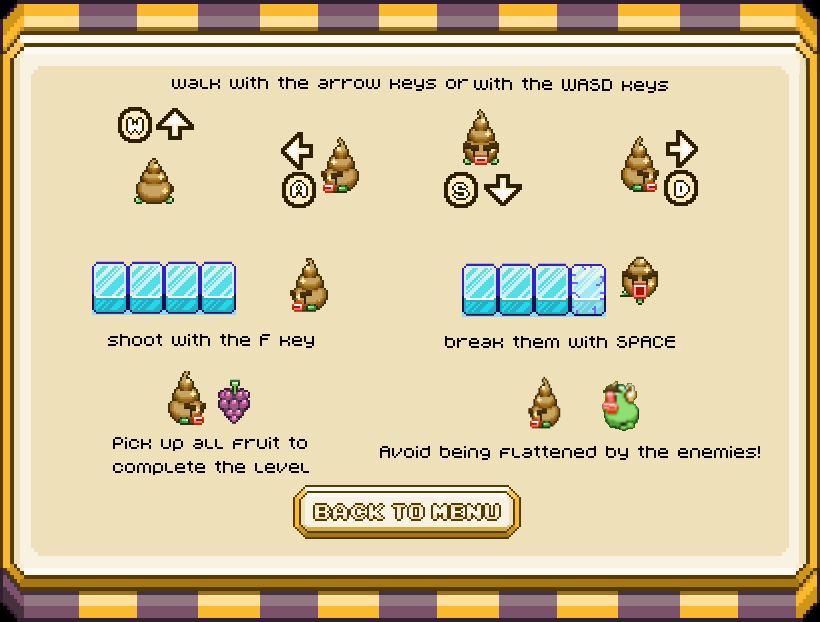 walk with the arrow keys or with the WASD keys
W
A
S
D
shoot with the F key
break them with SPACE
Pick up all fruit to
complete the level
Avoid being flattened by the enemies!
BACK TO MENU